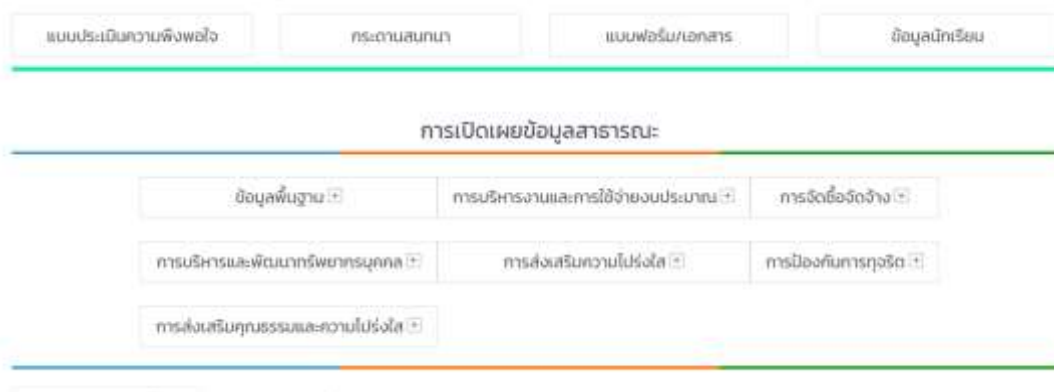 แบบประเมินความพึงพอใจ กระดานสนทนา แบบฟอร์ม/เอกสาร ข้อมูลนักเรียน
การเปิดเผยข้อมูลสาธารณะ
ข้อมูลพื้นฐาน การบริหารงานและการใช้จ่ายงบประมาณ การจัดซื้อจัดจ้าง
การบริหารและพัฒนาทรัพยากรบุคคล การส่งเสริมความโปร่งใส การป้องกันการทุจริต
การส่งเสริมคุณธรรมและความโปร่งใส